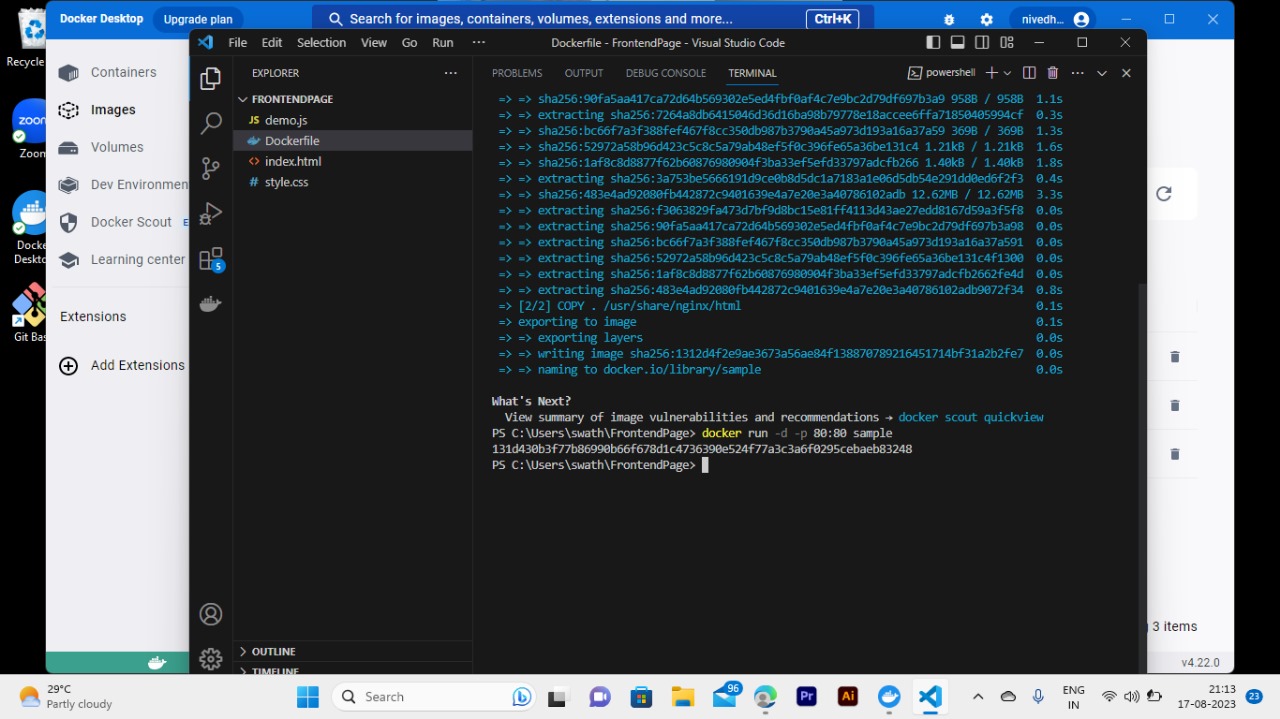 Docker Desktop
Upgrade plan
Search for images, containers, volumes, extensions and more...
Ctrl+K
nivedh...
Recycle
Zoom
Docke
Deskto
Git Bas
Containers
Images
Volumes
Dev Environmen
Docker Scout E
Learning center
Extensions
Add Extensions
File Edit Selection View Go Run ···
Dockerfile - FrontendPage - Visual Studio Code
EXPLORER
FRONTENDPAGE
JS demo.js
Dockerfile
<> index.html
# style.css
5
OUTLINE
TIMELINE
PROBLEMS OUTPUT DEBUG CONSOLE TERMINAL
powershell
=> => sha256:90fa5aa417ca72d64b569302e5ed4fbf0af4c7e9bc2d79df697b3a9 958B / 958B 1.1s
=> => extracting sha256:7264a8db6415046d36d16ba98b79778e18accee6ffa71850405994cf 0.3s
=> => sha256:bc66f7a3f388fef467f8cc350db987b3790a45a973d193a16a37a59 369B / 369B 1.3s
=> => sha256:52972a58b96d423c5c8c5a79ab48ef5f0c396fe65a36be131c4 1.21kB / 1.21kB 1.6s
=> => sha256:1af8c8d8877f62b60876980904f3ba33ef5efd33797adcfb266 1.40kB / 1.40kB 1.8s
=> => extracting sha256:3a753be5666191d9ce0b8d5dc1a7183a1e06d5db54e291dd0ed6f2f3 0.4s
=> => sha256:483e4ad92080fb442872c9401639e4a7e20e3a40786102adb 12.62MB / 12.62MB 3.3s
=> => extracting sha256:f3063829fa473d7bf9d8bc15e81ff4113d43ae27edd8167d59a3f5f8 0.0s
=> => extracting sha256:90fa5aa417ca72d64b569302e5ed4fbf0af4c7e9bc2d79df697b3a98 0.0s
=> => extracting sha256:bc66f7a3f388fef467f8cc350db987b3790a45a973d193a16a37a591 0.0s
=> => extracting sha256:52972a58b96d423c5c8c5a79ab48ef5f0c396fe65a36be131c4f1300 0.0s
=> => extracting sha256:1af8c8d8877f62b60876980904f3ba33ef5efd33797adcfb2662fe4d 0.0s
=> => extracting sha256:483e4ad92080fb442872c9401639e4a7e20e3a40786102adb9072f34 0.8s
=> [2/2] COPY . /usr/share/nginx/html 0.1s
=> exporting to image 0.1s
=> => exporting layers 0.0s
=> => writing image sha256:1312d4f2e9ae3673a56ae84f138870789216451714bf31a2b2fe7 0.0s
=> => naming to docker.io/library/sample 0.0s
What's Next?
View summary of image vulnerabilities and recommendations → docker scout quickview
PS C:\Users\swath\FrontendPage> docker run -d -p 80:80 sample
131d430b3f77b86990b66f678d1c4736390e524f77a3c3a6f0295cebaeb83248
PS C:\Users\swath\FrontendPage>
3 items
v4.22.0
29°C
Partly cloudy
Search
96
Pr
Ai
ENG
IN
21:13
17-08-2023
23